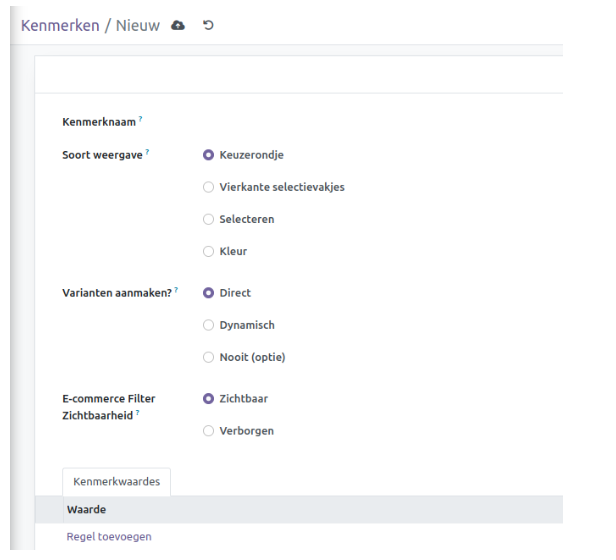 Kenmerken / Nieuw
Kenmerknaam ?
Soort weergave ?
Keuzerondje
Vierkante selectievakjes
Selecteren
Kleur
Varianten aanmaken? ?
Direct
Dynamisch
Nooit (optie)
E-commerce Filter
Zichtbaarheid ?
Zichtbaar
Verborgen
Kenmerkwaardes
Waarde
Regel toevoegen